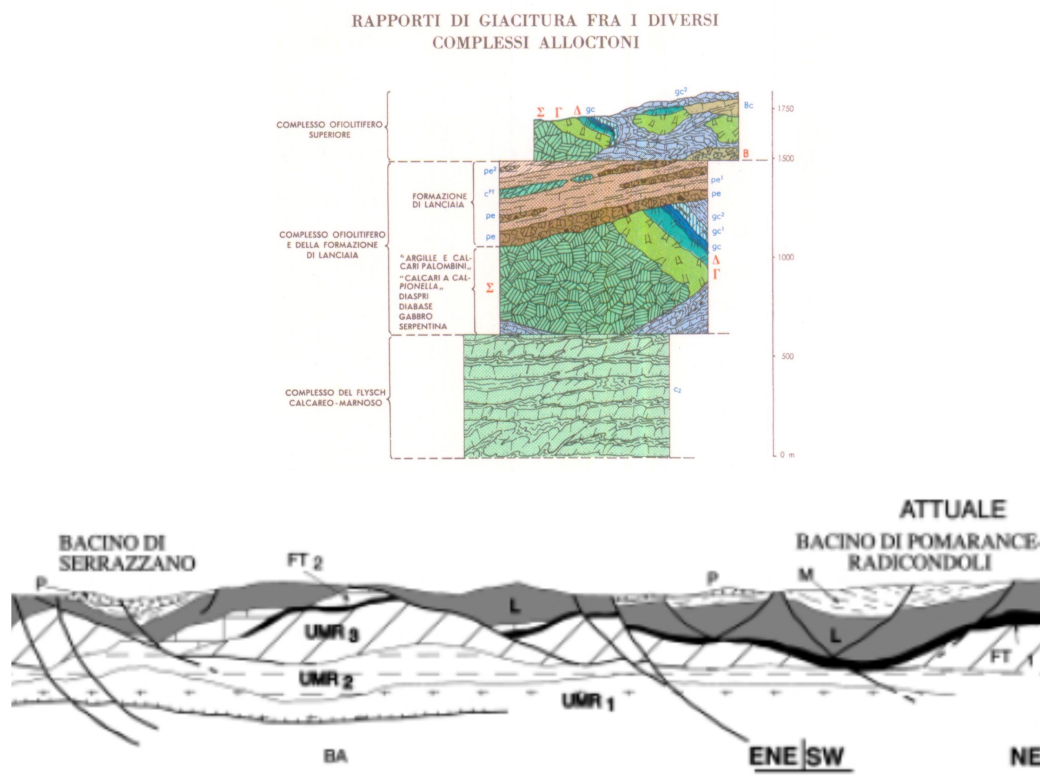 RAPPORTI DI GIACITURA FRA I DIVERSI
COMPLESSI ALLOCTONI
COMPLESSO OFIOLITIFERO
SUPERIORE
Σ Γ Δ gc
gc²
Bc
B
1750
1500
1000
500
0 m
COMPLESSO OFIOLITIFERO
E DELLA FORMAZIONE
DI LANCIAIA
FORMAZIONE
DI LANCIAIA
pe²
cPT
pe
pe
pe¹
pe
gc²
gc¹
gc
Δ
Γ
"ARGILLE E CAL-
CARI PALOMBINI„
"CALCARI A CAL-
PIONELLA„
DIASPRI
DIABASE
GABBRO
SERPENTINA
Σ
COMPLESSO DEL FLYSCH
CALCAREO-MARNOSO
c₂
ATTUALE
BACINO DI
SERRAZZANO
FT 2
BACINO DI POMARANCE-
RADICONDOLI
P
P
M
L
L
UMR 3
UMR 2
UMR 1
FT 1
BA
ENE SW
NE